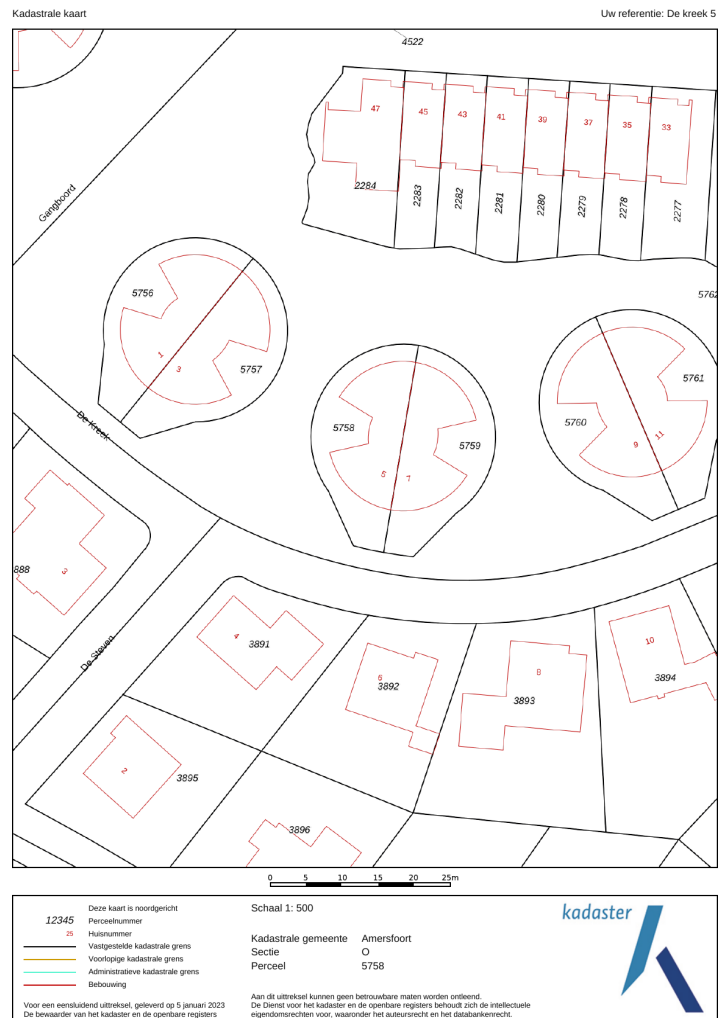 Kadastrale kaart
Uw referentie: De kreek 5
4522
47
45
43
41
39
37
35
33
2284
2283
2282
2281
2280
2279
2278
2277
Gangboord
5756
5762
1
3
5757
5761
5758
5760
5759
De Kreek
9
11
5
7
3
888
4
3891
De Steven
10
6
3892
8
3893
3894
2
3895
3896
0 5 10 15 20 25m
Deze kaart is noordgericht
12345 Perceelnummer
25 Huisnummer
Vastgestelde kadastrale grens
Voorlopige kadastrale grens
Administratieve kadastrale grens
Bebouwing
Voor een eensluidend uittreksel, geleverd op 5 januari 2023
De bewaarder van het kadaster en de openbare registers
Schaal 1: 500
Kadastrale gemeente Amersfoort
Sectie O
Perceel 5758
Aan dit uittreksel kunnen geen betrouwbare maten worden ontleend.
De Dienst voor het kadaster en de openbare registers behoudt zich de intellectuele
eigendomsrechten voor, waaronder het auteursrecht en het databankenrecht.
kadaster